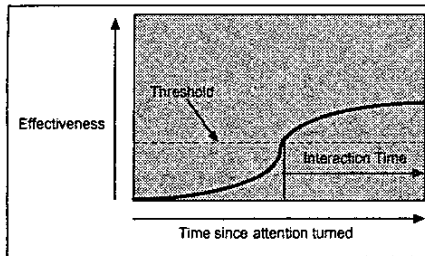 Threshold
Effectiveness
Interaction Time
Time since attention turned